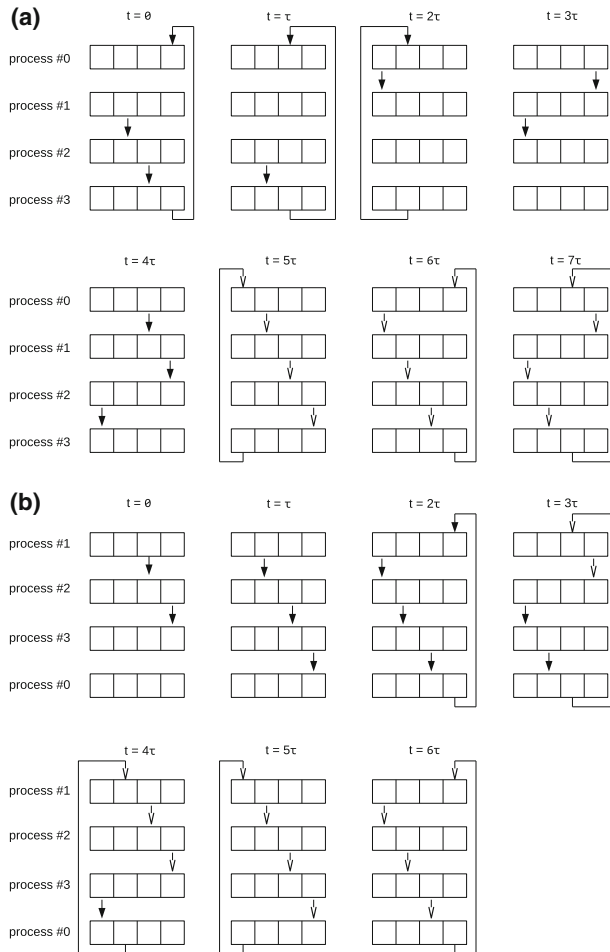 (a)
t = 0 t = τ t = 2τ t = 3τ
process #0
process #1
process #2
process #3
t = 4τ t = 5τ t = 6τ t = 7τ
process #0
process #1
process #2
process #3
(b)
t = 0 t = τ t = 2τ t = 3τ
process #1
process #2
process #3
process #0
t = 4τ t = 5τ t = 6τ
process #1
process #2
process #3
process #0